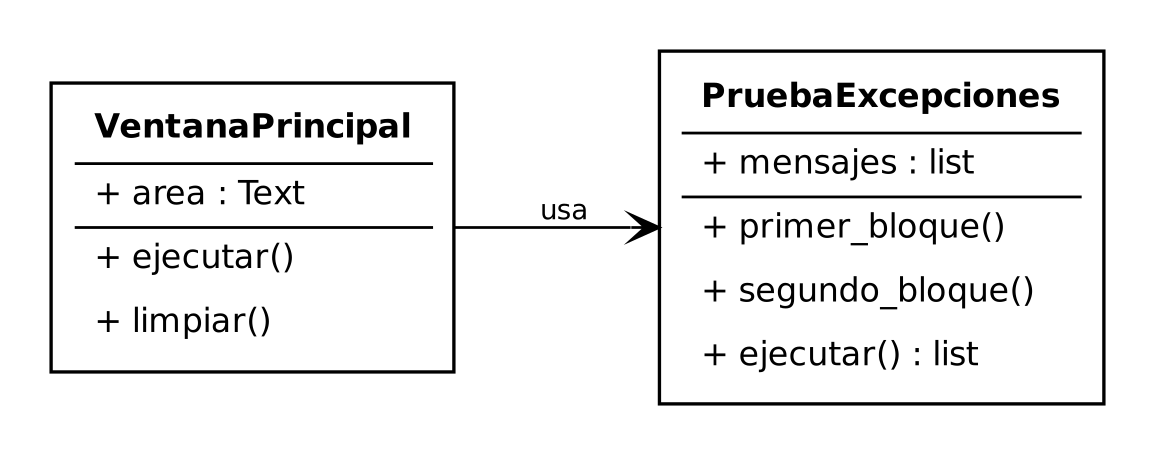 VentanaPrincipal
+ area : Text
+ ejecutar()
+ limpiar()
usa
PruebaExcepciones
+ mensajes : list
+ primer_bloque()
+ segundo_bloque()
+ ejecutar() : list